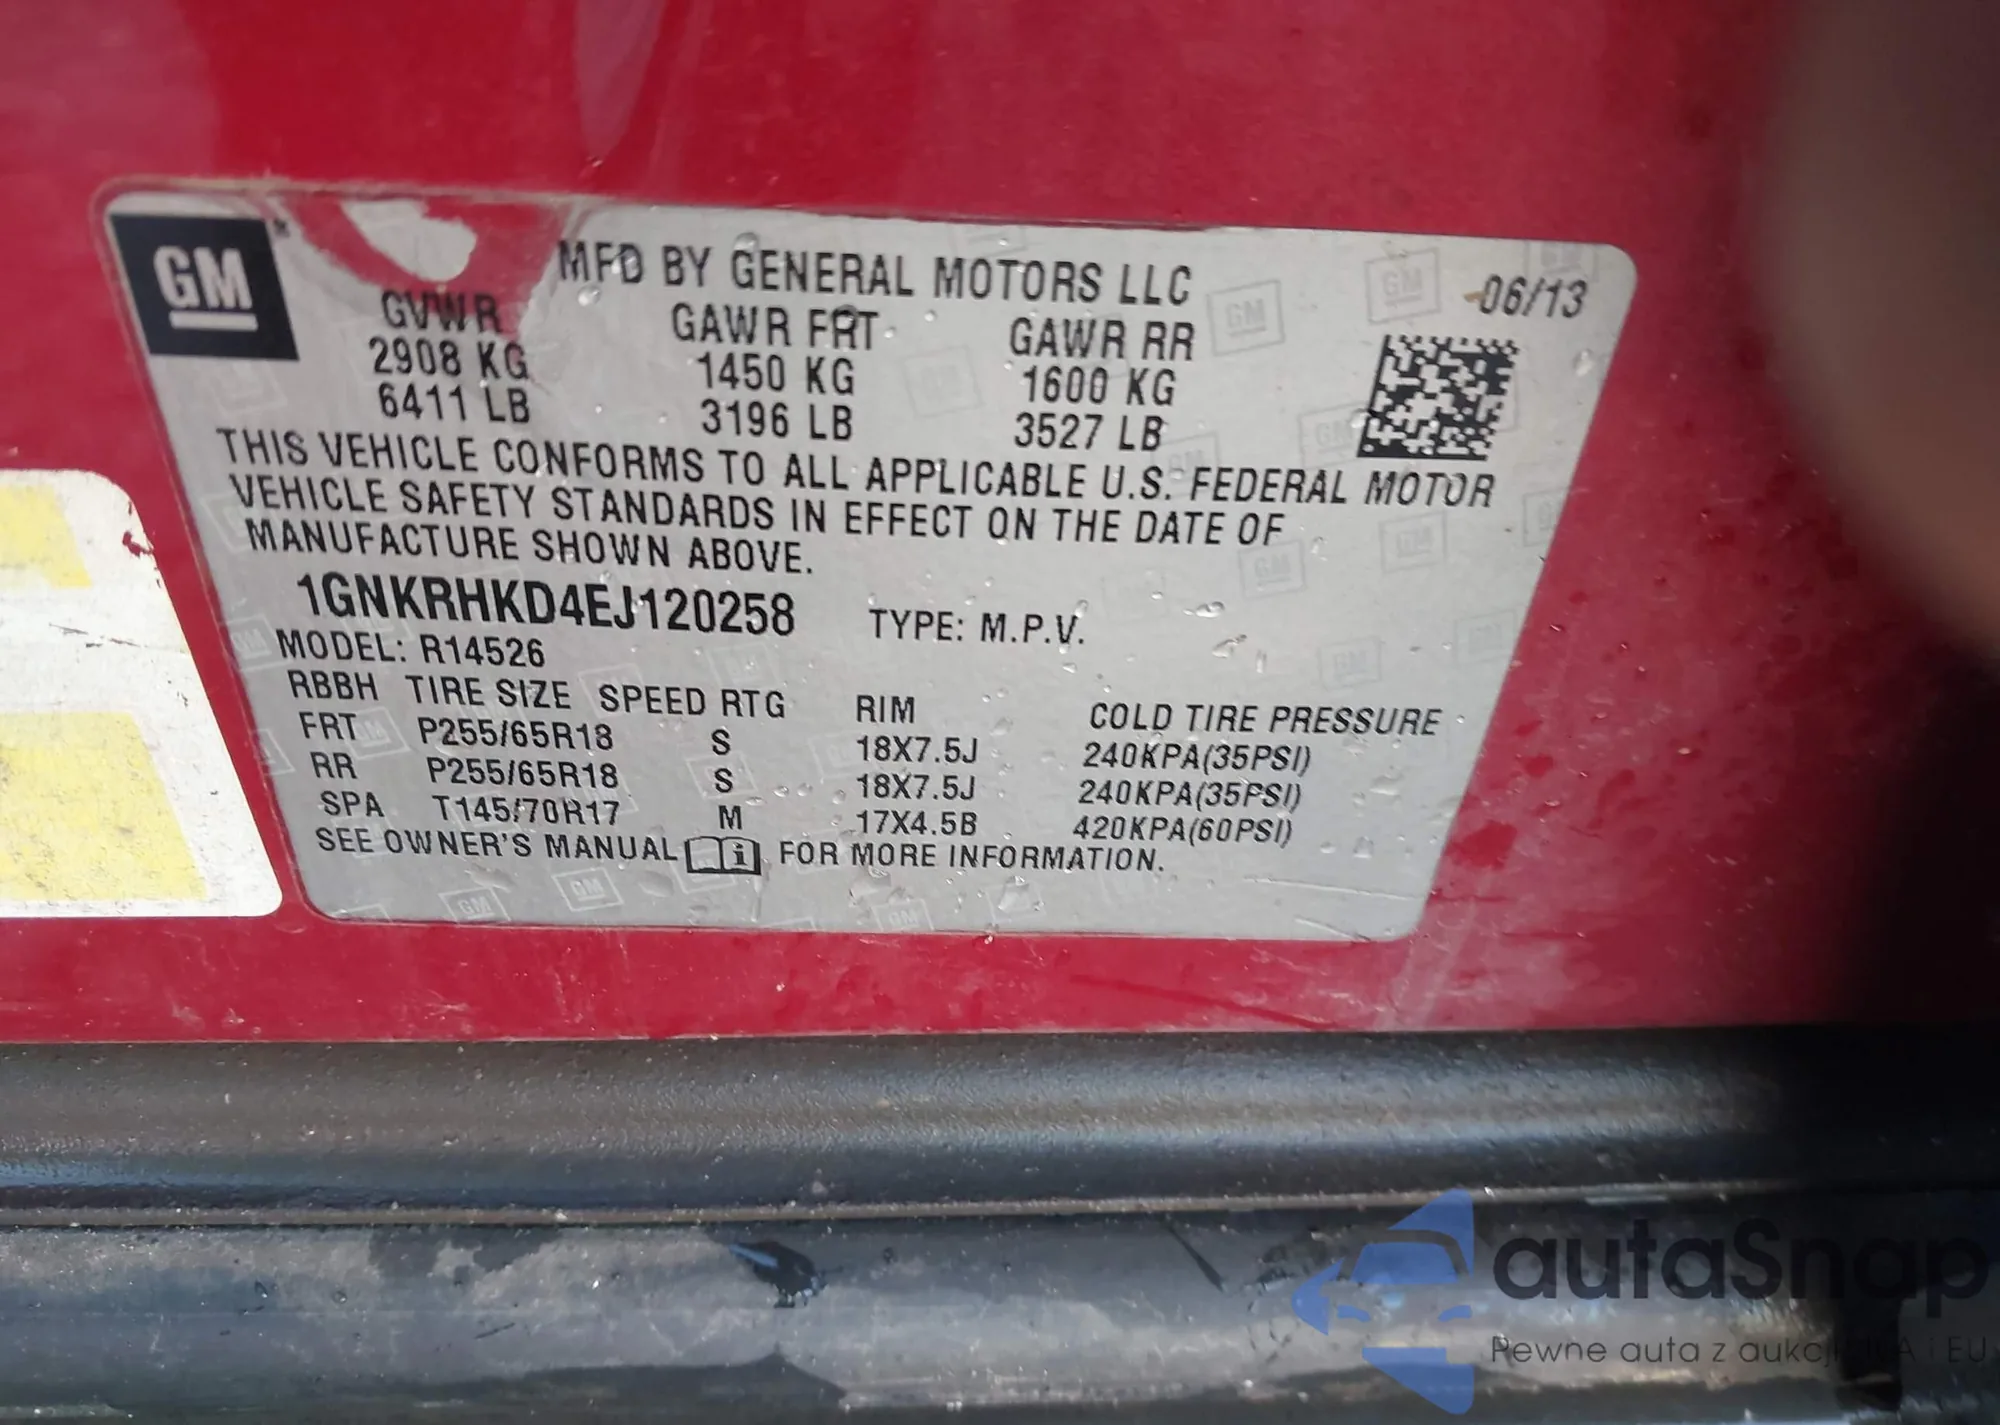 GM
MFD BY GENERAL MOTORS LLC 06/13
GVWR GAWR FRT GAWR RR
2908 KG 1450 KG 1600 KG
6411 LB 3196 LB 3527 LB
THIS VEHICLE CONFORMS TO ALL APPLICABLE U.S. FEDERAL MOTOR
VEHICLE SAFETY STANDARDS IN EFFECT ON THE DATE OF
MANUFACTURE SHOWN ABOVE.
1GNKRHKD4EJ120258 TYPE: M.P.V.
MODEL: R14526
RBBH TIRE SIZE SPEED RTG RIM COLD TIRE PRESSURE
FRT P255/65R18 S 18X7.5J 240KPA(35PSI)
RR P255/65R18 S 18X7.5J 240KPA(35PSI)
SPA T145/70R17 M 17X4.5B 420KPA(60PSI)
SEE OWNER'S MANUAL FOR MORE INFORMATION.
autaSnap
Pewne auta z i EU